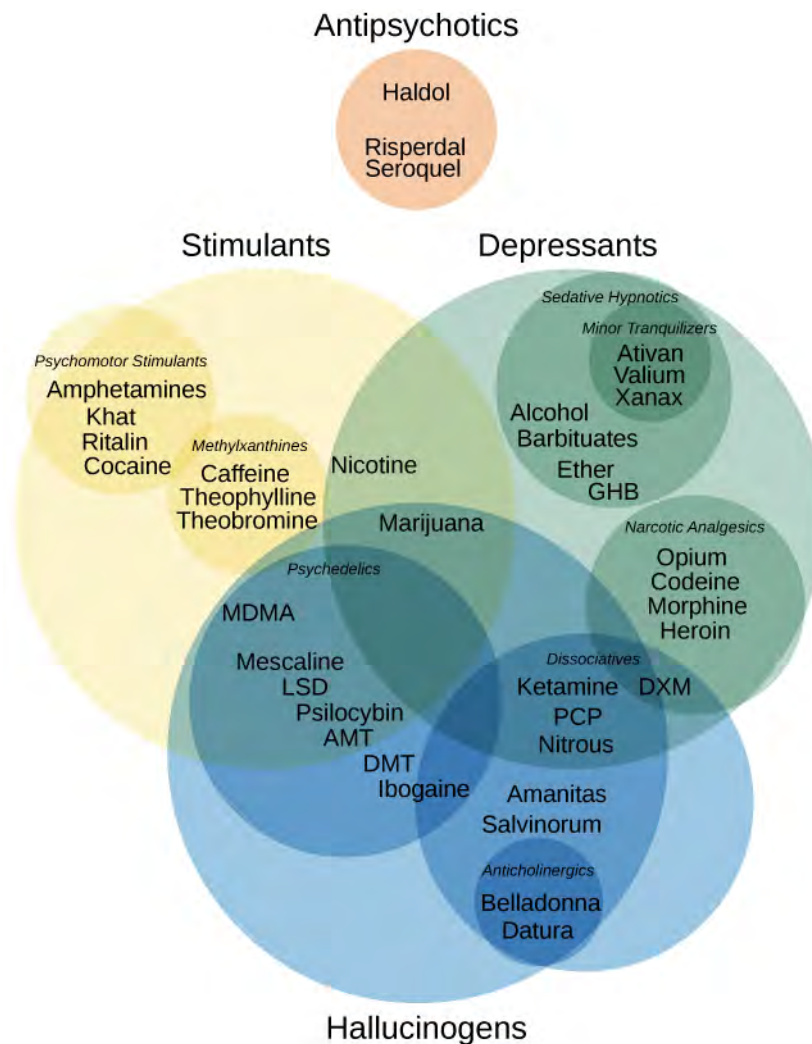 Antipsychotics
Haldol
Risperdal
Seroquel
Stimulants
Depressants
Psychomotor Stimulants
Amphetamines
Khat
Ritalin
Cocaine
Methylxanthines
Caffeine
Theophylline
Theobromine
Nicotine
Marijuana
Sedative Hypnotics
Minor Tranquilizers
Ativan
Valium
Xanax
Alcohol
Barbituates
Ether
GHB
Narcotic Analgesics
Opium
Codeine
Morphine
Heroin
Psychedelics
MDMA
Mescaline
LSD
Psilocybin
AMT
DMT
Ibogaine
Dissociatives
Ketamine
DXM
PCP
Nitrous
Amanitas
Salvinorum
Anticholinergics
Belladonna
Datura
Hallucinogens